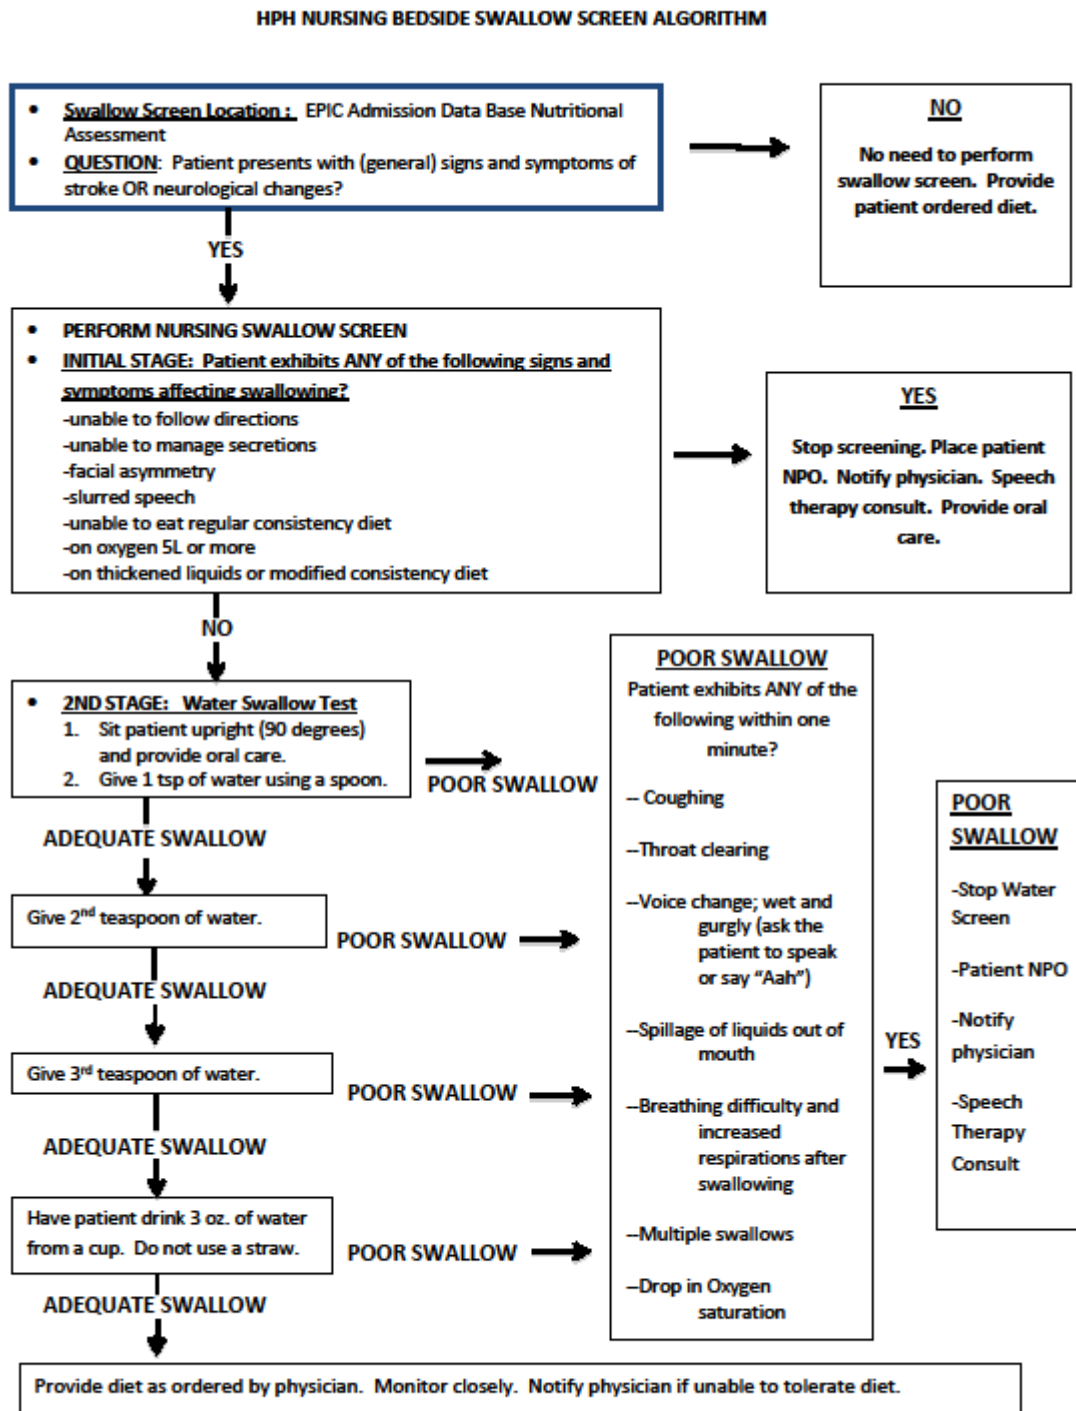 HPH NURSING BEDSIDE SWALLOW SCREEN ALGORITHM
• Swallow Screen Location : EPIC Admission Data Base Nutritional
Assessment
• QUESTION: Patient presents with (general) signs and symptoms of
stroke OR neurological changes?
NO
No need to perform
swallow screen. Provide
patient ordered diet.
YES
• PERFORM NURSING SWALLOW SCREEN
• INITIAL STAGE: Patient exhibits ANY of the following signs and
symptoms affecting swallowing?
-unable to follow directions
-unable to manage secretions
-facial asymmetry
-slurred speech
-unable to eat regular consistency diet
-on oxygen 5L or more
-on thickened liquids or modified consistency diet
YES
Stop screening. Place patient
NPO. Notify physician. Speech
therapy consult. Provide oral
care.
NO
• 2ND STAGE: Water Swallow Test
1. Sit patient upright (90 degrees)
and provide oral care.
2. Give 1 tsp of water using a spoon.
POOR SWALLOW
ADEQUATE SWALLOW
Give 2nd teaspoon of water.
POOR SWALLOW
ADEQUATE SWALLOW
Give 3rd teaspoon of water.
POOR SWALLOW
ADEQUATE SWALLOW
Have patient drink 3 oz. of water
from a cup. Do not use a straw.
POOR SWALLOW
ADEQUATE SWALLOW
POOR SWALLOW
Patient exhibits ANY of the
following within one
minute?
-- Coughing
--Throat clearing
--Voice change; wet and
gurgly (ask the
patient to speak
or say “Aah”)
--Spillage of liquids out of
mouth
--Breathing difficulty and
increased
respirations after
swallowing
--Multiple swallows
--Drop in Oxygen
saturation
YES
POOR
SWALLOW
-Stop Water
Screen
-Patient NPO
-Notify
physician
-Speech
Therapy
Consult
Provide diet as ordered by physician. Monitor closely. Notify physician if unable to tolerate diet.